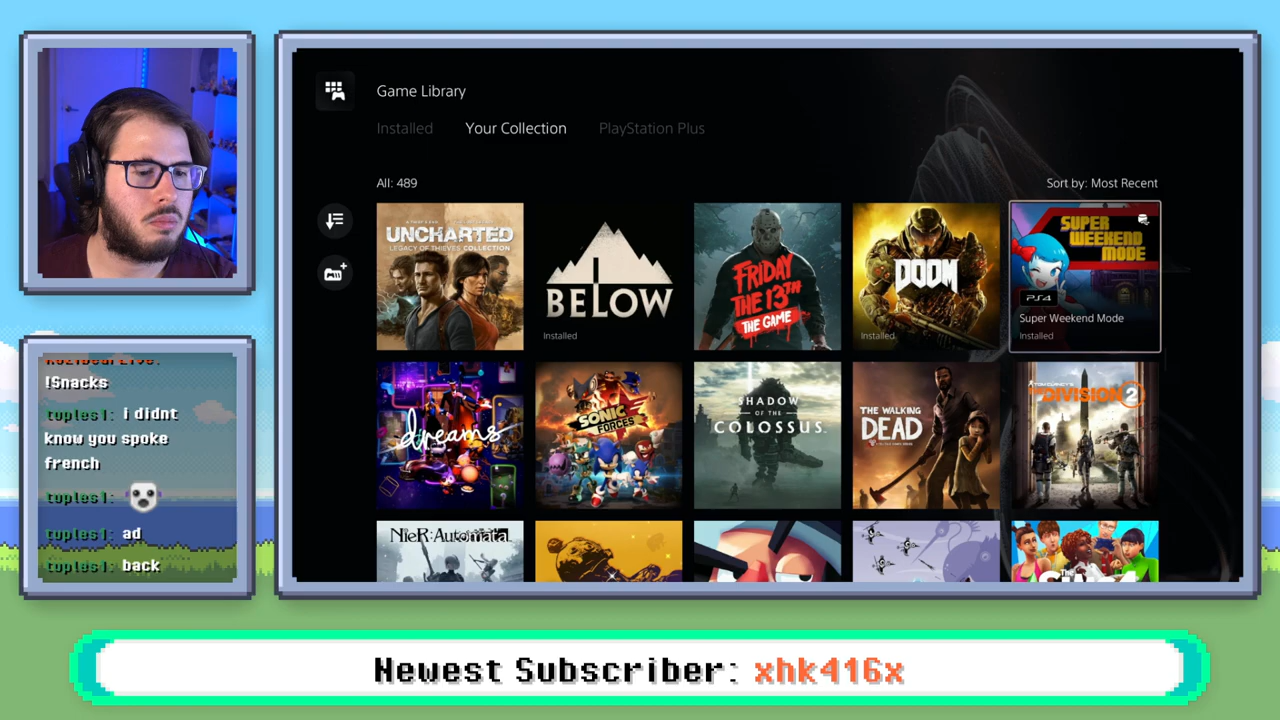 Game Library
Installed
Your Collection
PlayStation Plus
All: 489
Sort by: Most Recent
UNCHARTED
LEGACY OF THIEVES COLLECTION
BELOW
Installed
FRIDAY
THE 13TH
THE GAME
DOOM
Installed
SUPER
WEEKEND
MODE
PS4
Super Weekend Mode
Installed
dreams
SONIC
FORCES
SHADOW
OF THE
COLOSSUS
THE WALKING
DEAD
TOM CLANCY'S
THE DIVISION 2
NieR:Automata
The
!Snacks
tuples1: i didnt
know you spoke
french
tuples1:
tuples1: ad
tuples1: back
Newest Subscriber: xhk416x